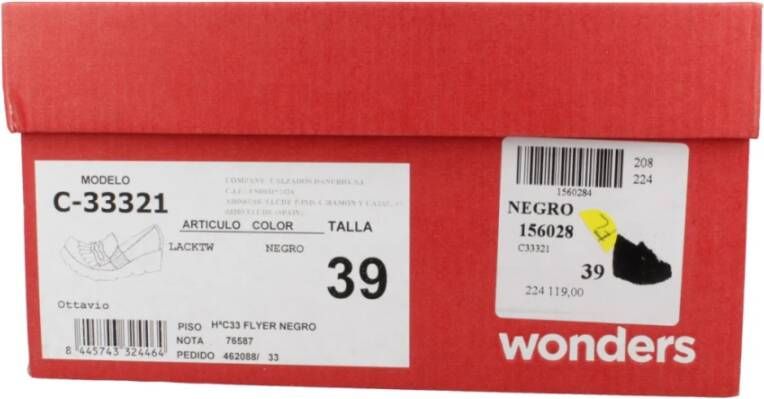 MODELO
C-33321
ARTICULO COLOR TALLA
LACKTW NEGRO
39
Ottavio
8 445743 324464
PISO HªC33 FLYER NEGRO
NOTA 76587
PEDIDO 462088/ 33
208
224
1560284
NEGRO
156028
C33321
39
224 119,00
wonders